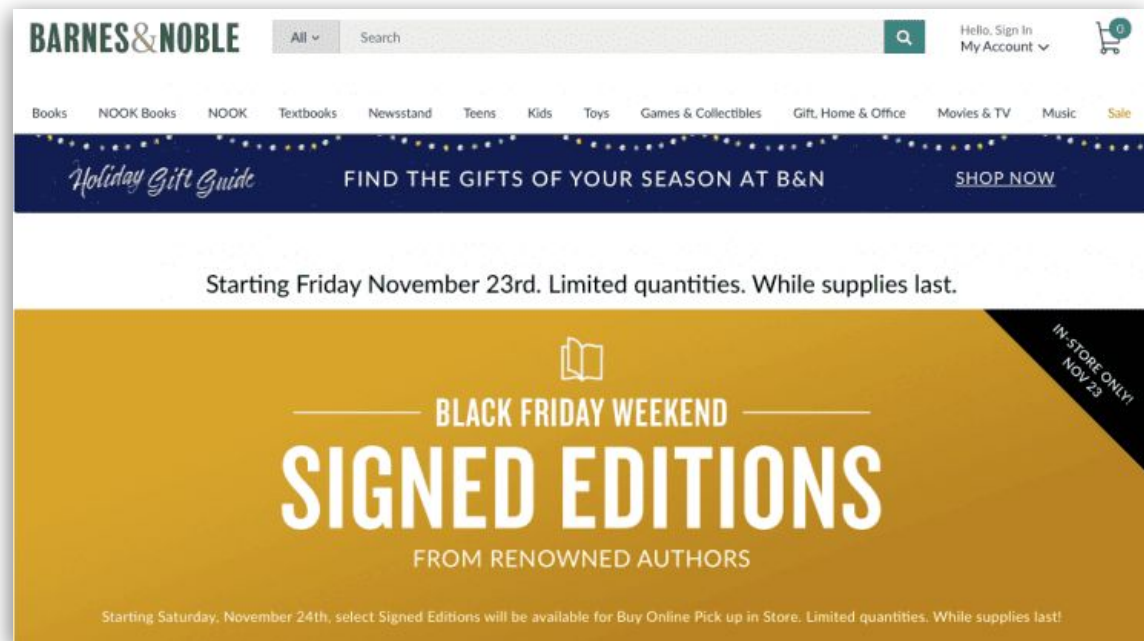 BARNES&NOBLE
All
Search
Hello, Sign In
My Account
0
Books NOOK Books NOOK Textbooks Newsstand Teens Kids Toys Games & Collectibles Gift, Home & Office Movies & TV Music Sale
Holiday Gift Guide FIND THE GIFTS OF YOUR SEASON AT B&N SHOP NOW
Starting Friday November 23rd. Limited quantities. While supplies last.
IN-STORE ONLY!
NOV 23
BLACK FRIDAY WEEKEND
SIGNED EDITIONS
FROM RENOWNED AUTHORS
Starting Saturday, November 24th, select Signed Editions will be available for Buy Online Pick up in Store. Limited quantities. While supplies last!